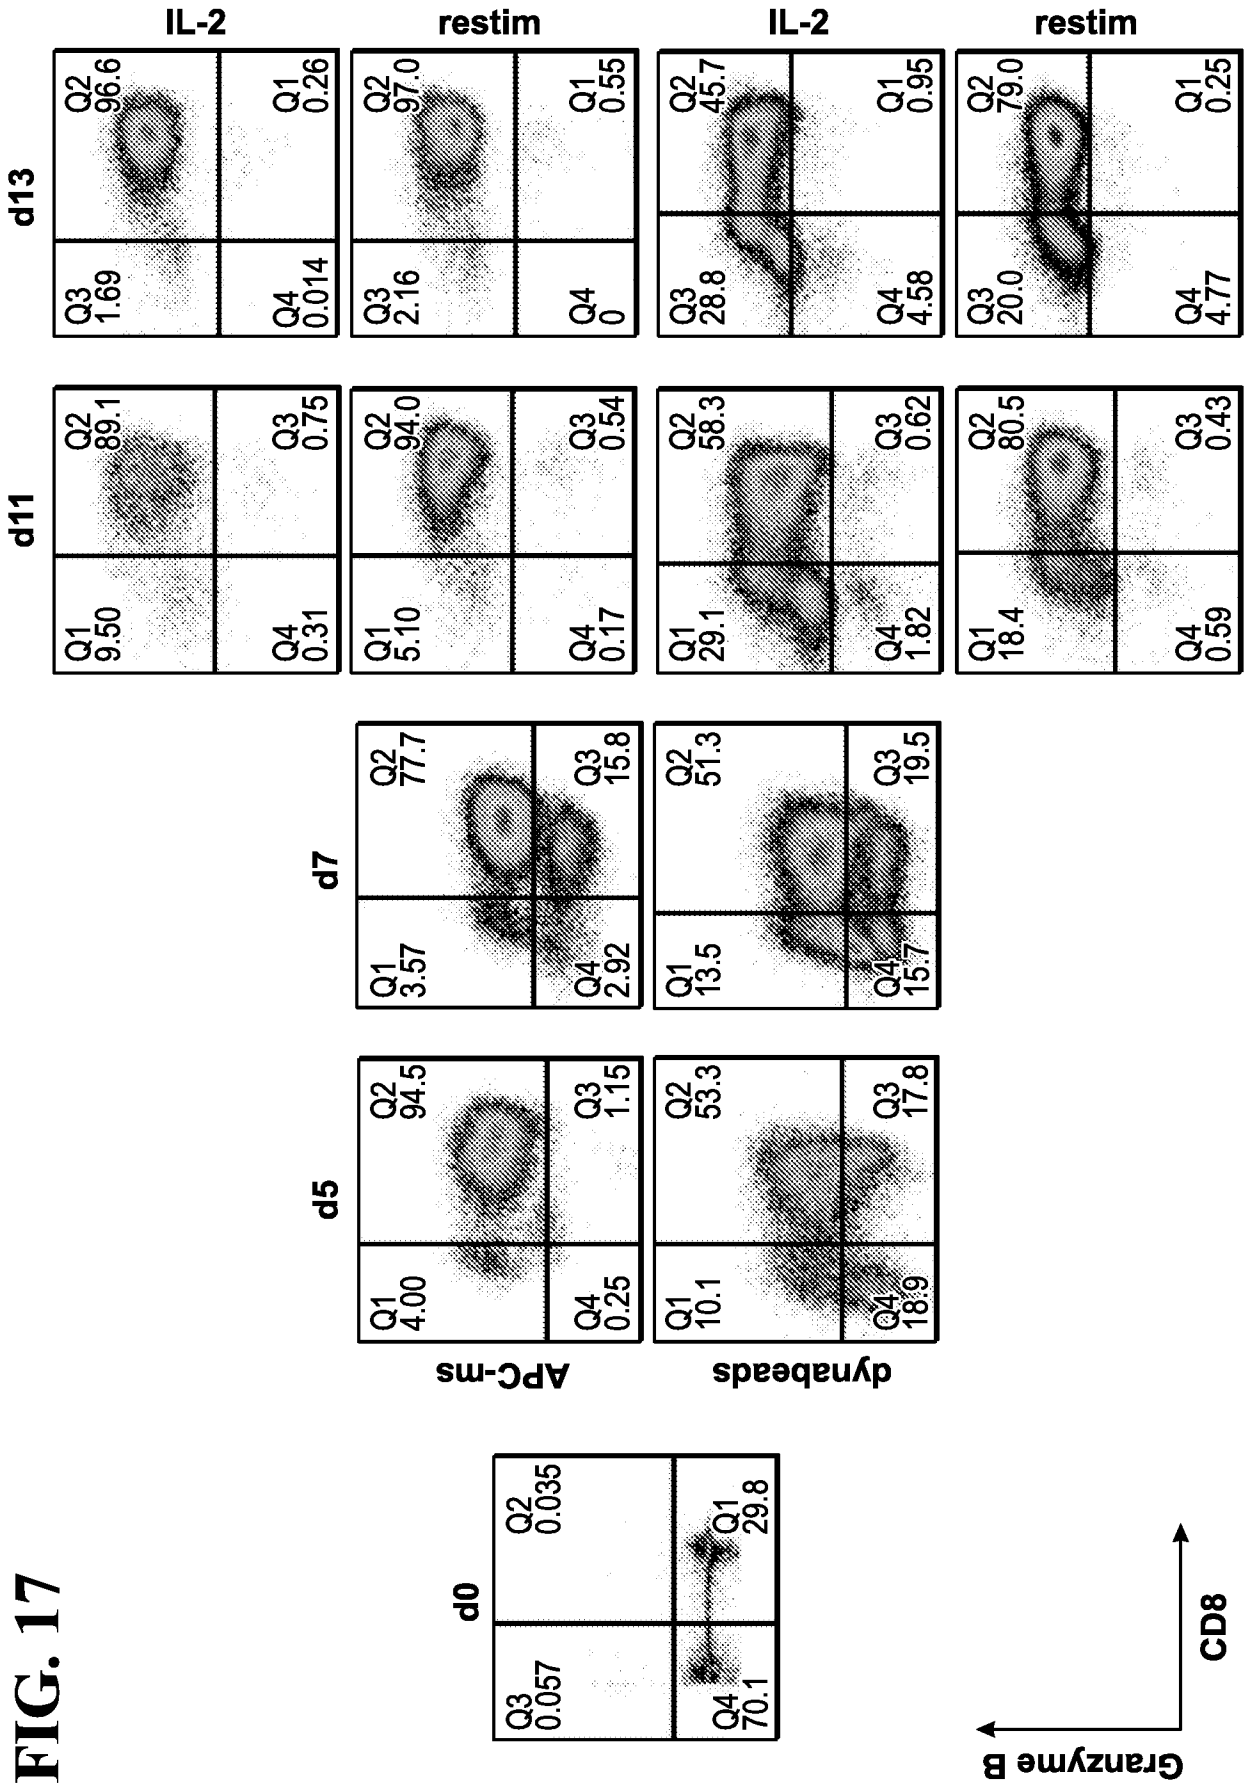 FIG. 17
d0
Q3
0.057
Q2
0.035
Q4
70.1
Q1
29.8
Granzyme B
CD8
d5
d7
d11
d13
APC-ms
dynabeads
Q1
4.00
Q2
94.5
Q4
0.25
Q3
1.15
Q1
10.1
Q2
53.3
Q4
18.9
Q3
17.8
Q1
3.57
Q2
77.7
Q4
2.92
Q3
15.8
Q1
13.5
Q2
51.3
Q4
15.7
Q3
19.5
Q1
9.50
Q2
89.1
Q4
0.31
Q3
0.75
Q1
5.10
Q2
94.0
Q4
0.17
Q3
0.54
Q1
29.1
Q2
58.3
Q4
1.82
Q3
0.62
Q1
18.4
Q2
80.5
Q4
0.59
Q3
0.43
Q3
1.69
Q2
96.6
Q4
0.014
Q1
0.26
IL-2
Q3
2.16
Q2
97.0
Q4
0
Q1
0.55
restim
Q3
28.8
Q2
45.7
Q4
4.58
Q1
0.95
IL-2
Q3
20.0
Q2
79.0
Q4
4.77
Q1
0.25
restim